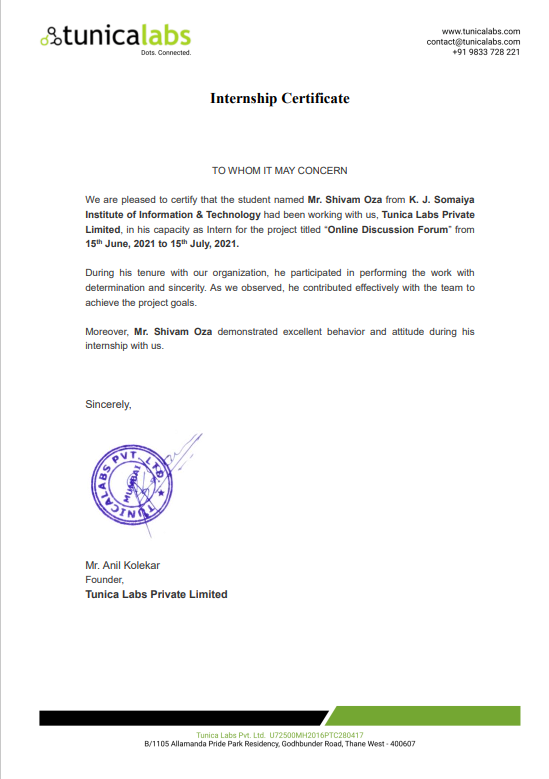 tunicalabs
Dots. Connected.
www.tunicalabs.com
contact@tunicalabs.com
+91 9833 728 221
Internship Certificate
TO WHOM IT MAY CONCERN
We are pleased to certify that the student named Mr. Shivam Oza from K. J. Somaiya
Institute of Information & Technology had been working with us, Tunica Labs Private
Limited, in his capacity as Intern for the project titled “Online Discussion Forum” from
15th June, 2021 to 15th July, 2021.
During his tenure with our organization, he participated in performing the work with
determination and sincerity. As we observed, he contributed effectively with the team to
achieve the project goals.
Moreover, Mr. Shivam Oza demonstrated excellent behavior and attitude during his
internship with us.
Sincerely,
TUNICALABS PVT. LTD.
MUMBAI
Mr. Anil Kolekar
Founder,
Tunica Labs Private Limited
Tunica Labs Pvt. Ltd. U72500MH2016PTC280417
B/1105 Allamanda Pride Park Residency, Godhbunder Road, Thane West - 400607